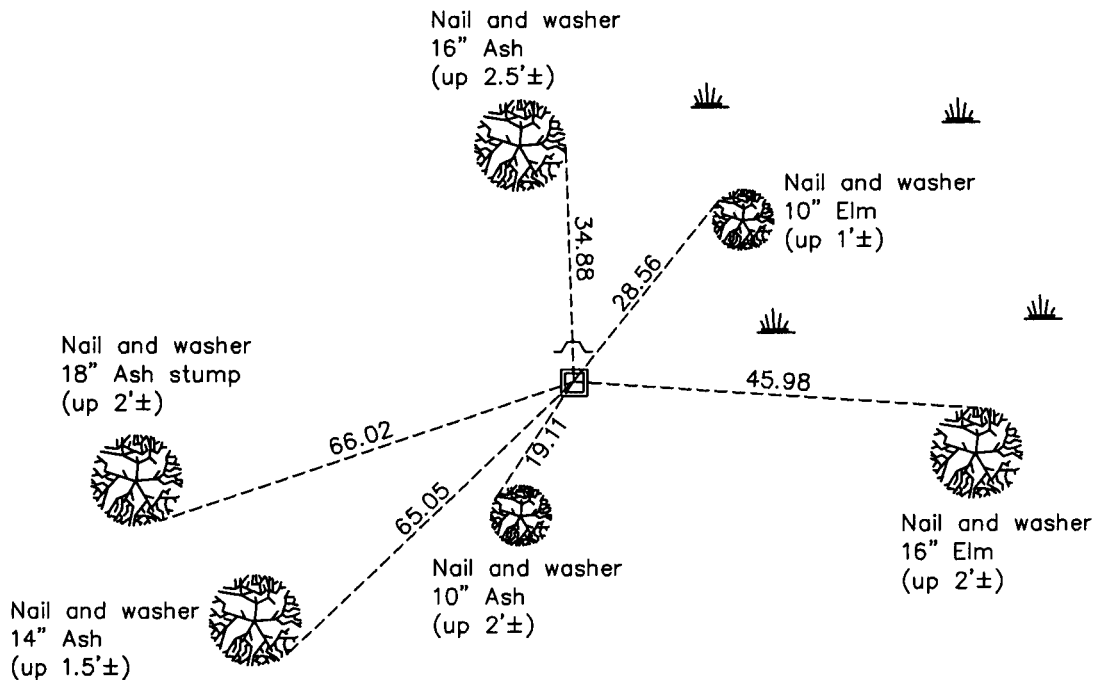 Nail and washer
16" Ash
(up 2.5'±)
Nail and washer
10" Elm
(up 1'±)
34.88
28.56
Nail and washer
18" Ash stump
(up 2'±)
45.98
66.02
19.11
65.05
Nail and washer
16" Elm
(up 2'±)
Nail and washer
10" Ash
(up 2'±)
Nail and washer
14" Ash
(up 1.5'±)